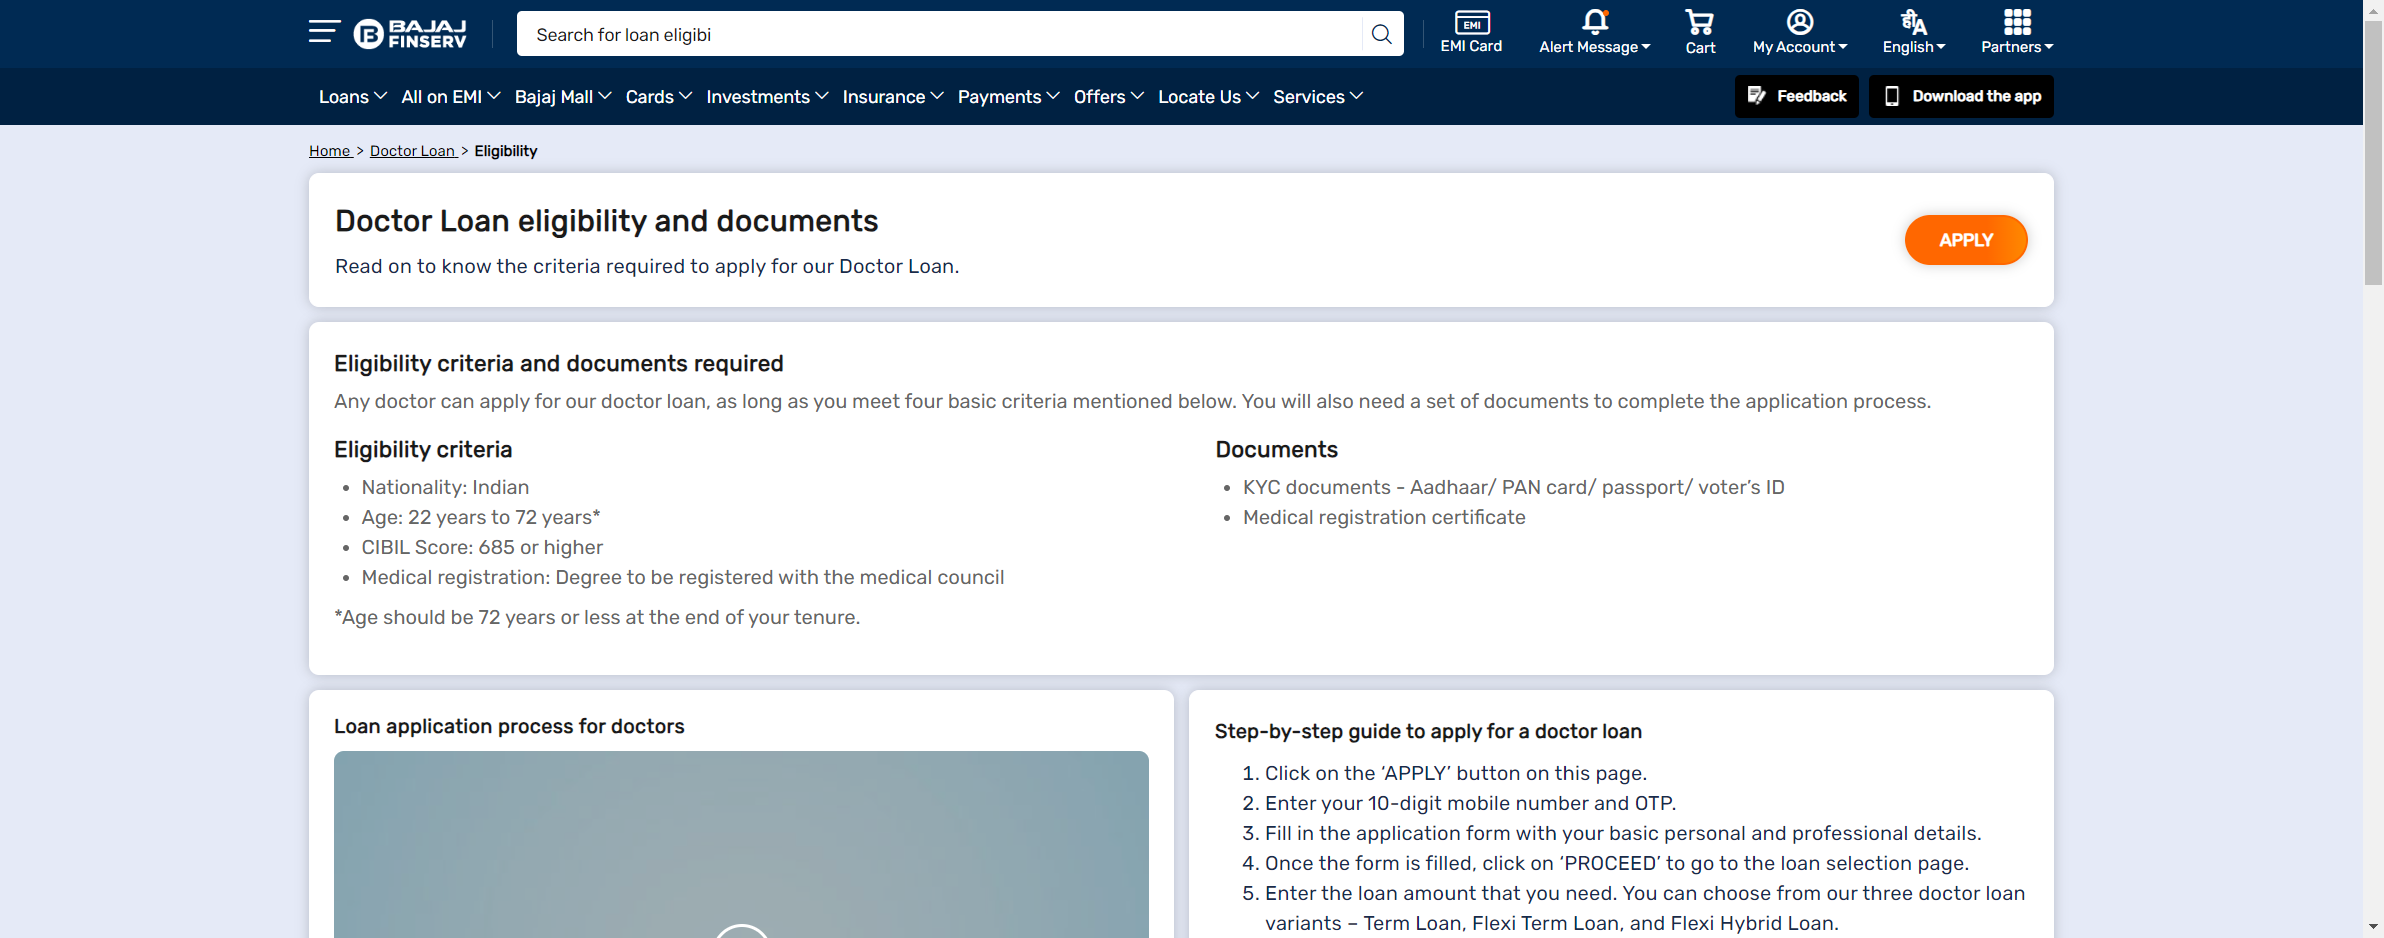 BAJAJ
FINSERV
Search for loan eligibi
EMI
EMI Card
Alert Message
Cart
My Account
हीA
English
Partners
Loans
All on EMI
Bajaj Mall
Cards
Investments
Insurance
Payments
Offers
Locate Us
Services
Feedback
Download the app
Home > Doctor Loan > Eligibility
Doctor Loan eligibility and documents
Read on to know the criteria required to apply for our Doctor Loan.
APPLY
Eligibility criteria and documents required
Any doctor can apply for our doctor loan, as long as you meet four basic criteria mentioned below. You will also need a set of documents to complete the application process.
Eligibility criteria
• Nationality: Indian
• Age: 22 years to 72 years*
• CIBIL Score: 685 or higher
• Medical registration: Degree to be registered with the medical council
*Age should be 72 years or less at the end of your tenure.
Documents
• KYC documents - Aadhaar/ PAN card/ passport/ voter’s ID
• Medical registration certificate
Loan application process for doctors
Step-by-step guide to apply for a doctor loan
1. Click on the ‘APPLY’ button on this page.
2. Enter your 10-digit mobile number and OTP.
3. Fill in the application form with your basic personal and professional details.
4. Once the form is filled, click on ‘PROCEED’ to go to the loan selection page.
5. Enter the loan amount that you need. You can choose from our three doctor loan
variants – Term Loan, Flexi Term Loan, and Flexi Hybrid Loan.